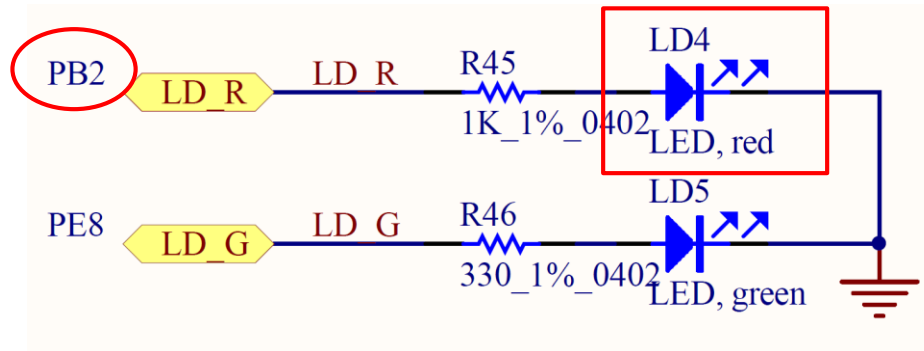 PB2
LD_R
LD_R
R45
1K_1%_0402
LD4
LED, red
PE8
LD_G
LD_G
R46
330_1%_0402
LD5
LED, green